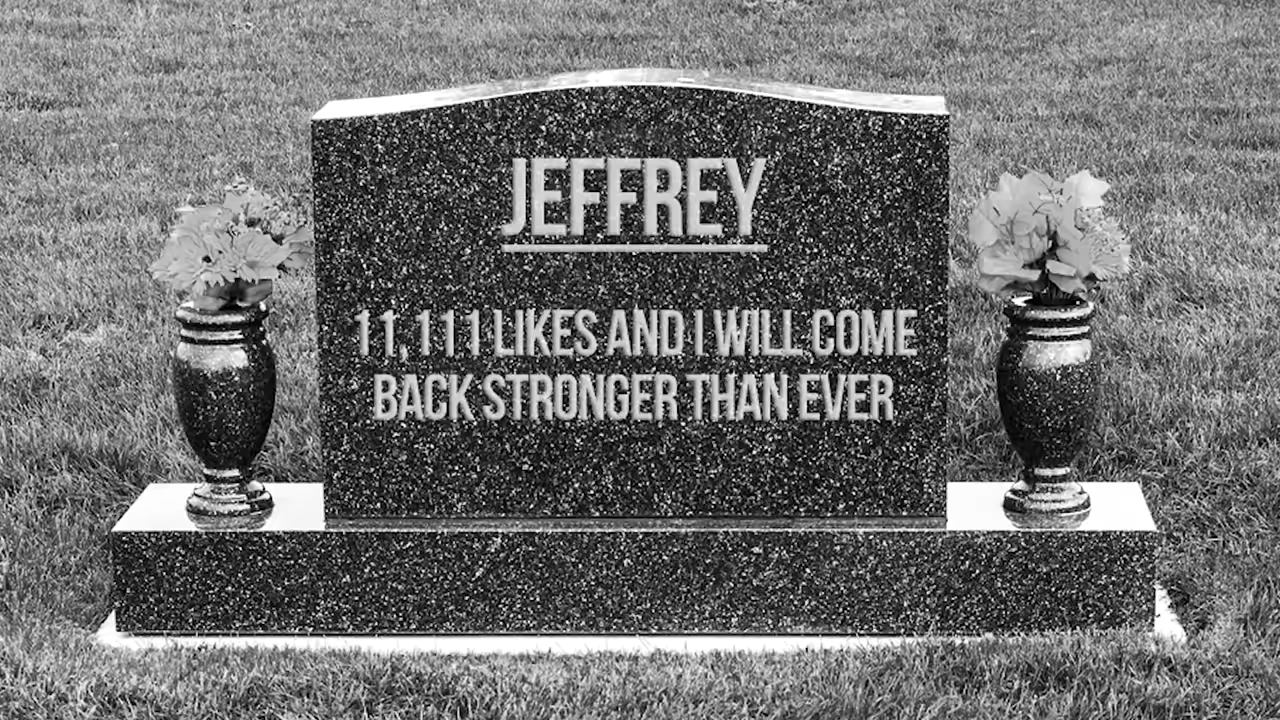 JEFFREY
11,111 LIKES AND I WILL COME
BACK STRONGER THAN EVER